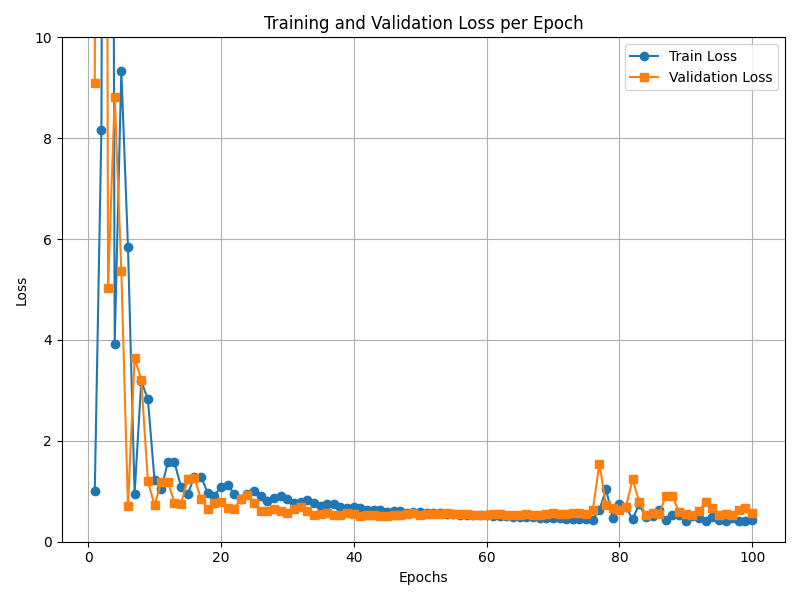 Training and Validation Loss per Epoch
Train Loss
Validation Loss
Loss
10
8
6
4
2
0
0 20 40 60 80 100
Epochs